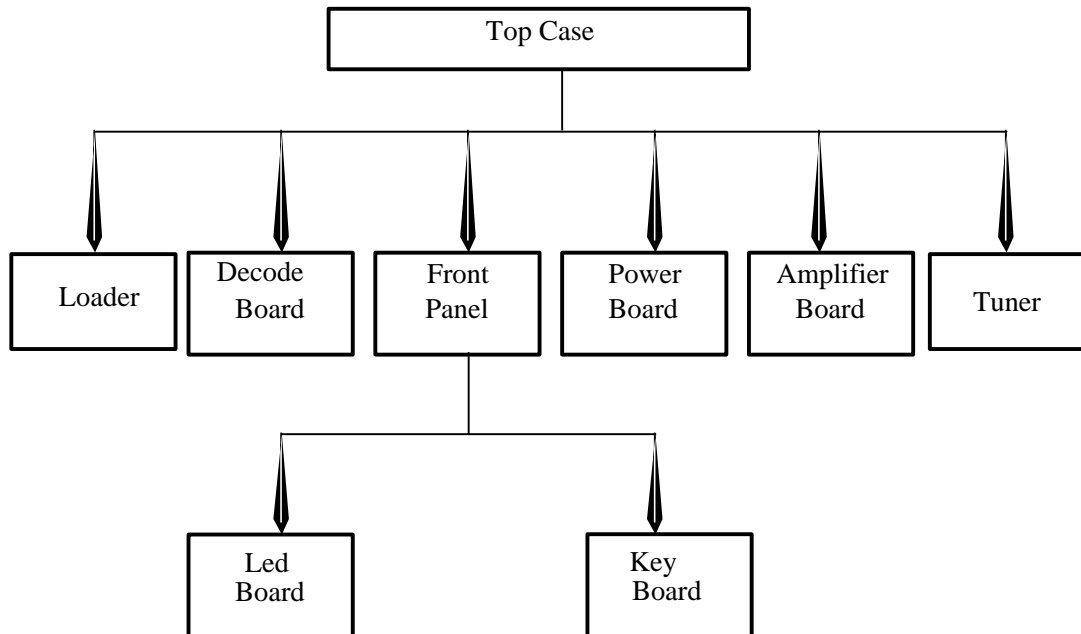 Top Case
Loader
Decode
Board
Front
Panel
Power
Board
Amplifier
Board
Tuner
Led
Board
Key
Board